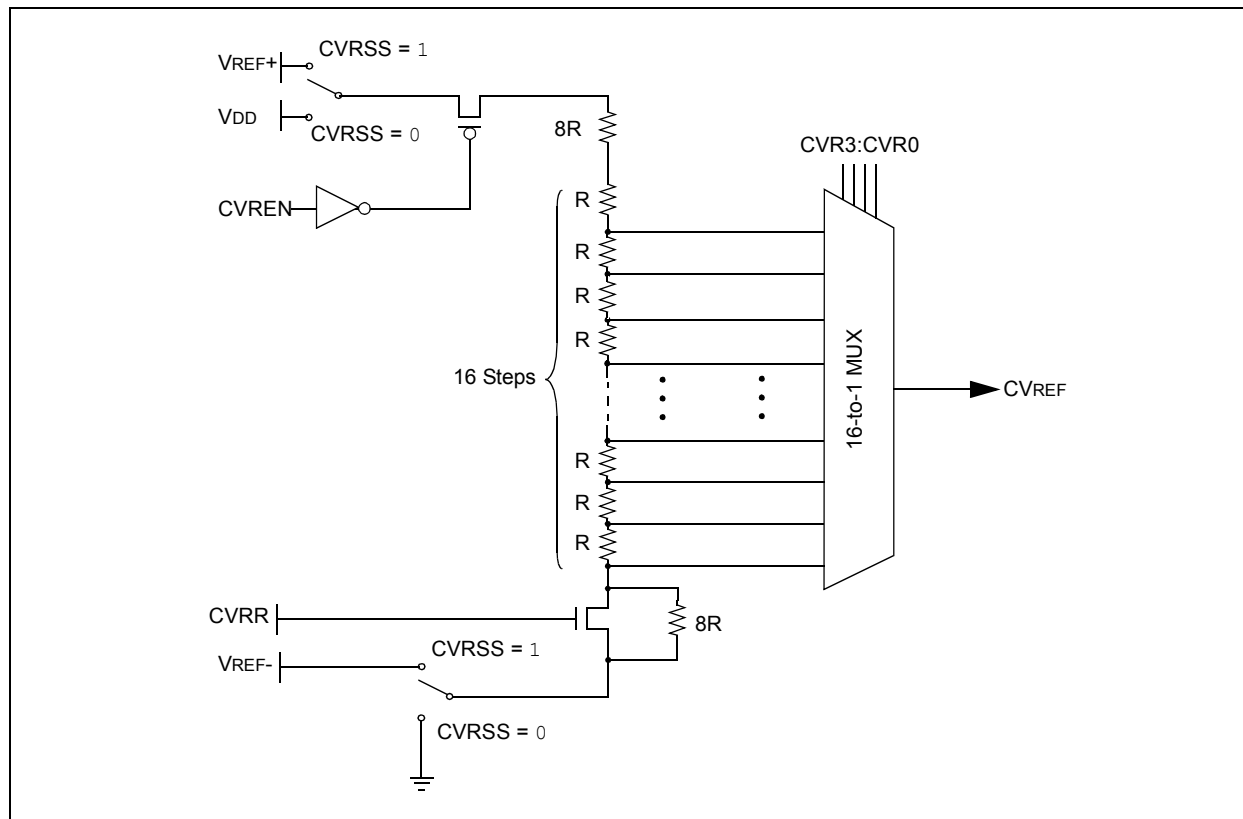 CVRSS = 1
VREF+
VDD
CVRSS = 0
8R
CVR3:CVR0
CVREN
R
R
R
R
16 Steps
16-to-1 MUX
CVREF
R
R
R
CVRR
8R
CVRSS = 1
VREF-
CVRSS = 0